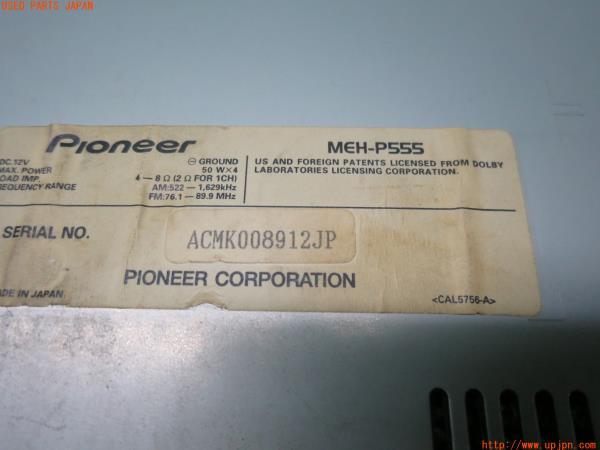 USED PARTS JAPAN
Pioneer
MEH-P555
DC.12V
⊖ GROUND
MAX. POWER
50 W×4
LOAD IMP.
4 – 8 Ω (2 Ω FOR 1CH)
FREQUENCY RANGE
AM:522 – 1,629kHz
FM:76.1 – 89.9 MHz
US AND FOREIGN PATENTS LICENSED FROM DOLBY
LABORATORIES LICENSING CORPORATION.
SERIAL NO.
ACMK008912JP
PIONEER CORPORATION
MADE IN JAPAN
<CAL5756-A>
http://www.upjpn.com/